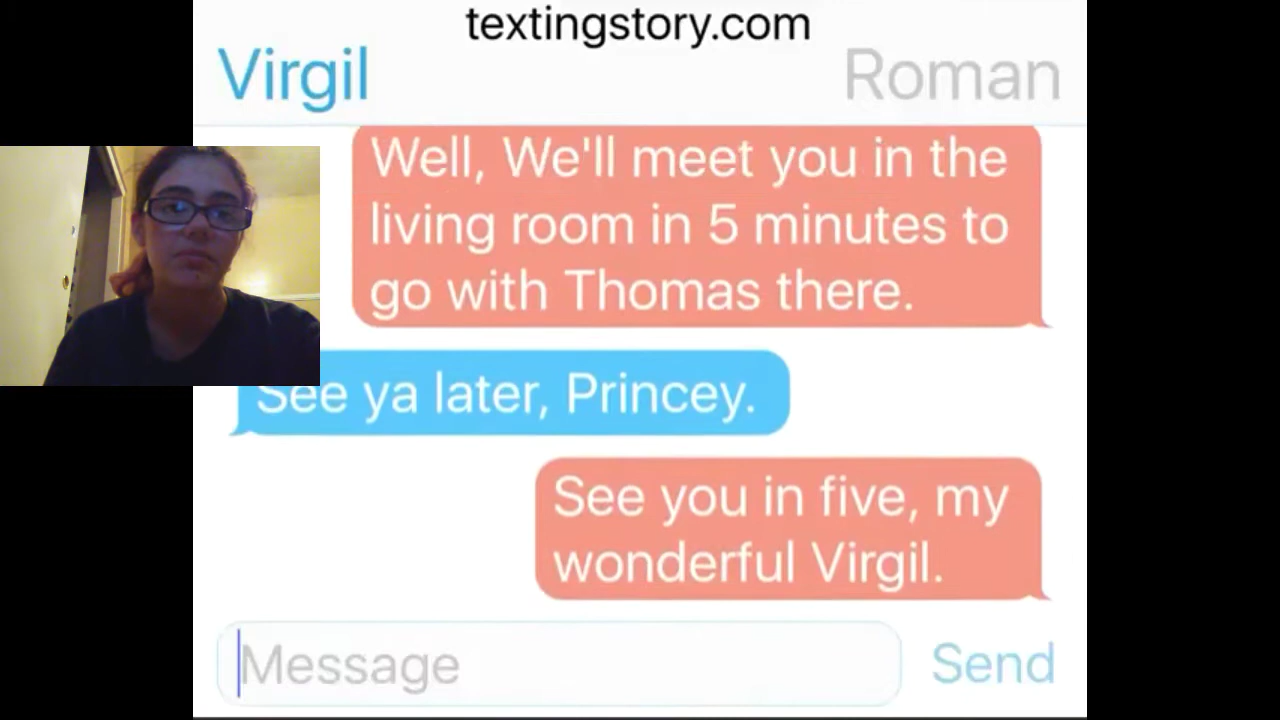 textingstory.com
Virgil Roman
Well, We'll meet you in the
living room in 5 minutes to
go with Thomas there.
See ya later, Princey.
See you in five, my
wonderful Virgil.
Message Send